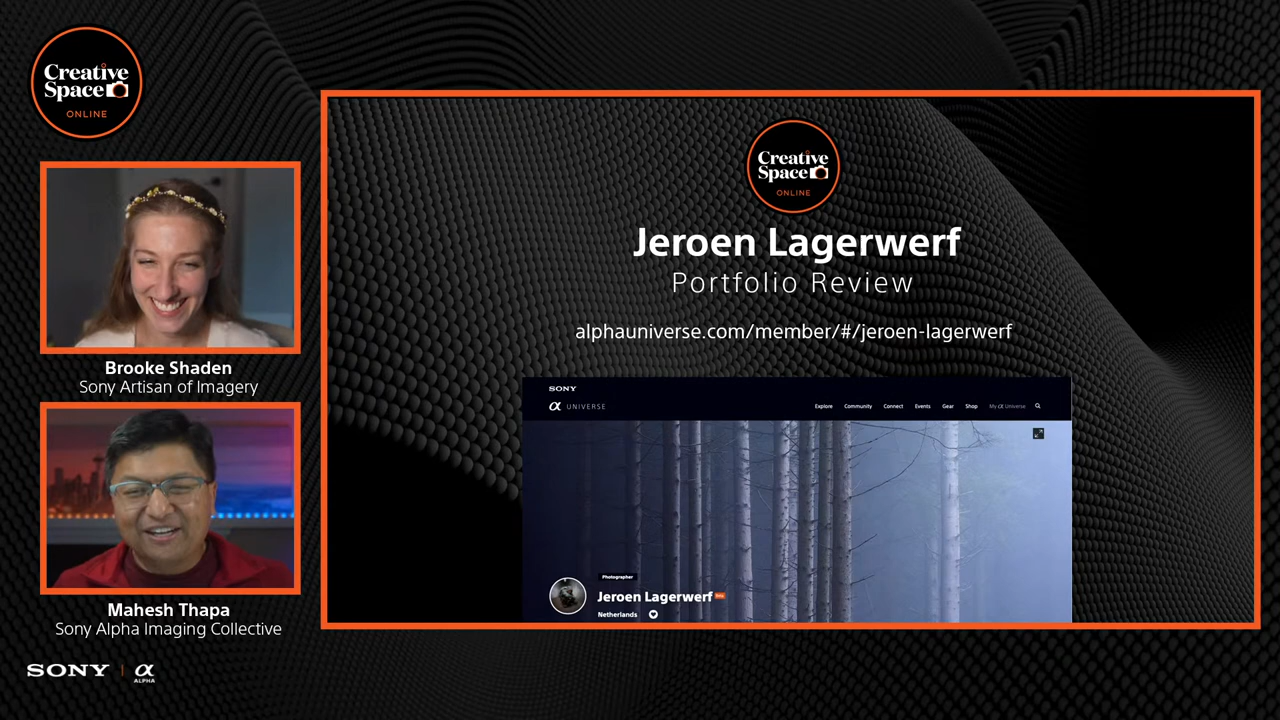 Creative
Space
ONLINE
Brooke Shaden
Sony Artisan of Imagery
Mahesh Thapa
Sony Alpha Imaging Collective
SONY | α
ALPHA
Creative
Space
ONLINE
Jeroen Lagerwerf
Portfolio Review
alphauniverse.com/member/#/jeroen-lagerwerf
SONY
α UNIVERSE
Explore Community Connect Events Gear Shop My α Universe
Photographer
Jeroen Lagerwerf
Netherlands